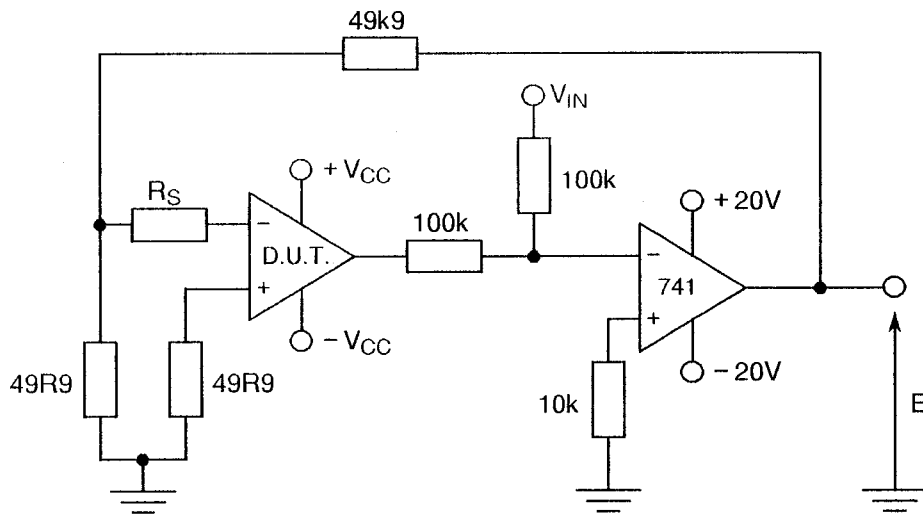 49k9
V_IN
+ V_CC
100k
R_S
+ 20V
100k
−
D.U.T.
+
−
741
+
− V_CC
49R9
49R9
− 20V
10k
E